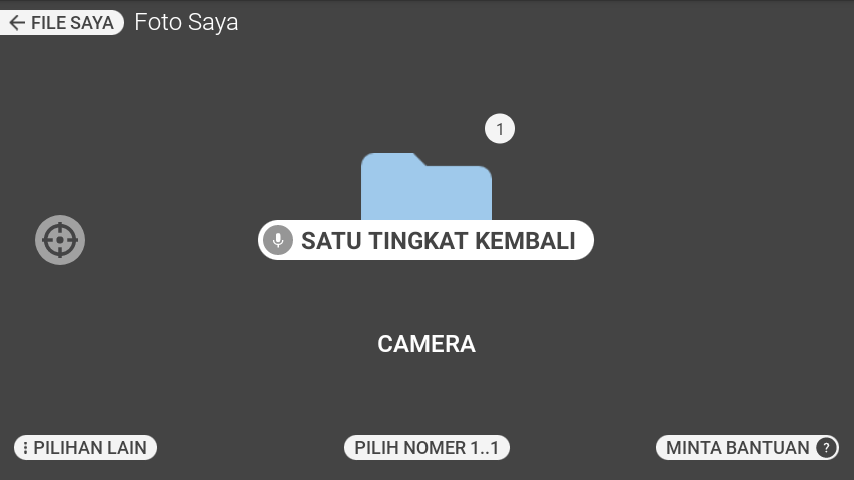 FILE SAYA Foto Saya
1
SATU TINGKAT KEMBALI
CAMERA
PILIHAN LAIN PILIH NOMER 1..1 MINTA BANTUAN ?